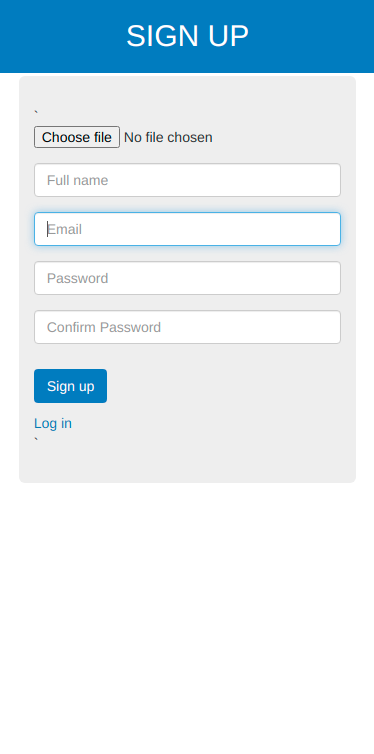 SIGN UP
`
Choose file No file chosen
Full name
Email
Password
Confirm Password
Sign up
Log in
`